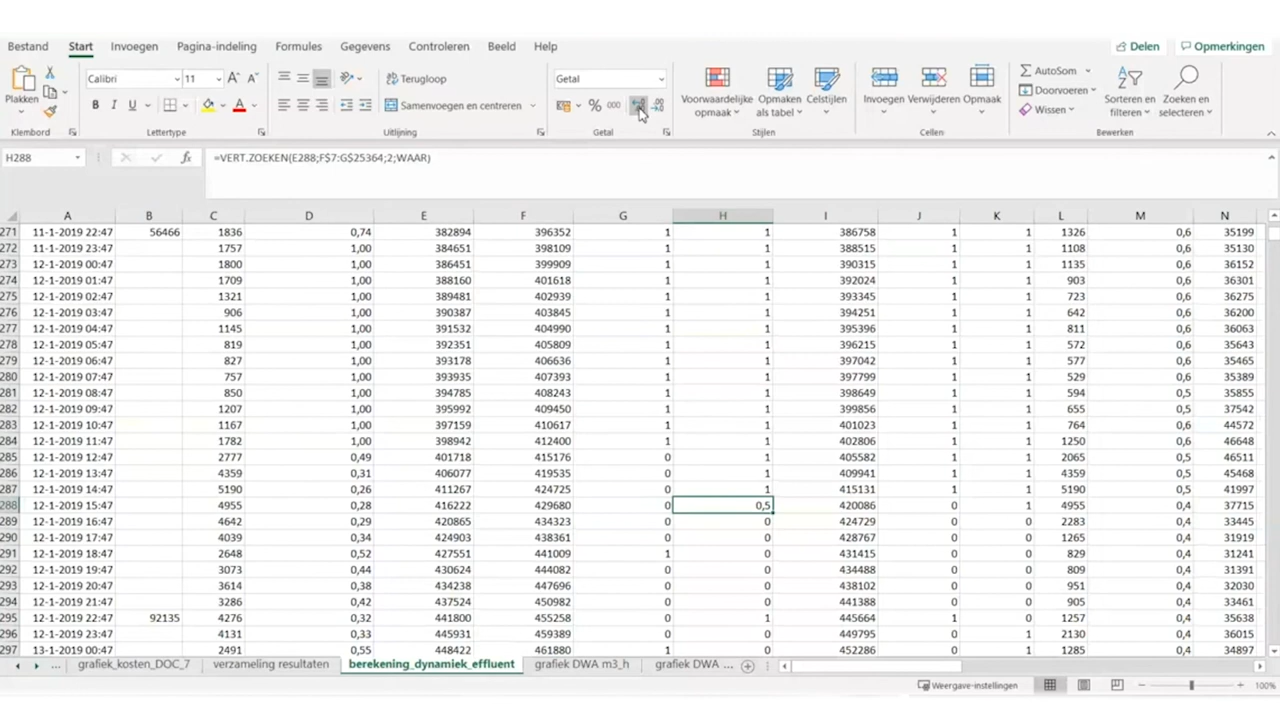 Bestand Start Invoegen Pagina-indeling Formules Gegevens Controleren Beeld Help Delen Opmerkingen
Plakken Calibri 11 A A Terugloop Getal Voorwaardelijke opmaak Opmaken als tabel Celstijlen Invoegen Verwijderen Opmaak AutoSom Sorteren en filteren Zoeken en selecteren
B I U A Samenvoegen en centreren % 000 Doorvoeren
Wissen
Klembord Lettertype Uitlijning Getal Stijlen Cellen Bewerken
H288 fx =VERT.ZOEKEN(E288;F$7:G$25364;2;WAAR)
A B C D E F G H I J K L M N
271 11-1-2019 22:47 56466 1836 0,74 382894 396352 1 1 386758 1 1 1326 0,6 35199
272 11-1-2019 23:47 1757 1,00 384651 398109 1 1 388515 1 1 1108 0,6 35130
273 12-1-2019 00:47 1800 1,00 386451 399909 1 1 390315 1 1 1135 0,6 36152
274 12-1-2019 01:47 1709 1,00 388160 401618 1 1 392024 1 1 903 0,6 36301
275 12-1-2019 02:47 1321 1,00 389481 402939 1 1 393345 1 1 723 0,6 36275
276 12-1-2019 03:47 906 1,00 390387 403845 1 1 394251 1 1 642 0,6 36200
277 12-1-2019 04:47 1145 1,00 391532 404990 1 1 395396 1 1 811 0,6 36063
278 12-1-2019 05:47 819 1,00 392351 405809 1 1 396215 1 1 572 0,6 35643
279 12-1-2019 06:47 827 1,00 393178 406636 1 1 397042 1 1 577 0,6 35465
280 12-1-2019 07:47 757 1,00 393935 407393 1 1 397799 1 1 529 0,6 35389
281 12-1-2019 08:47 850 1,00 394785 408243 1 1 398649 1 1 594 0,5 35855
282 12-1-2019 09:47 1207 1,00 395992 409450 1 1 399856 1 1 655 0,5 37542
283 12-1-2019 10:47 1167 1,00 397159 410617 1 1 401023 1 1 764 0,6 44572
284 12-1-2019 11:47 1782 1,00 398942 412400 1 1 402806 1 1 1250 0,6 46648
285 12-1-2019 12:47 2777 0,49 401718 415176 0 1 405582 1 1 2065 0,5 46511
286 12-1-2019 13:47 4359 0,31 406077 419535 0 1 409941 1 1 4359 0,5 45468
287 12-1-2019 14:47 5190 0,26 411267 424725 0 1 415131 1 1 5190 0,5 41997
288 12-1-2019 15:47 4955 0,28 416222 429680 0 0,5 420086 0 1 4955 0,4 37715
289 12-1-2019 16:47 4642 0,29 420865 434323 0 0 424729 0 0 2283 0,4 33445
290 12-1-2019 17:47 4039 0,34 424903 438361 0 0 428767 0 0 1265 0,4 31919
291 12-1-2019 18:47 2648 0,52 427551 441009 1 0 431415 0 0 829 0,4 31241
292 12-1-2019 19:47 3073 0,44 430624 444082 0 0 434488 0 0 809 0,4 31391
293 12-1-2019 20:47 3614 0,38 434238 447696 0 0 438102 0 0 951 0,4 32030
294 12-1-2019 21:47 3286 0,42 437524 450982 0 0 441388 0 0 905 0,4 33461
295 12-1-2019 22:47 92135 4276 0,32 441800 455258 0 0 445664 1 0 1257 0,4 35638
296 12-1-2019 23:47 4131 0,33 445931 459389 0 0 449795 1 0 2130 0,4 36015
297 13-1-2019 00:47 2491 0,55 448422 461880 1 0 452286 1 0 1285 0,4 34897
... grafiek_kosten_DOC_7 verzameling resultaten berekening_dynamiek_effluent grafiek DWA m3_h grafiek DWA ...
Weergave-instellingen 100%